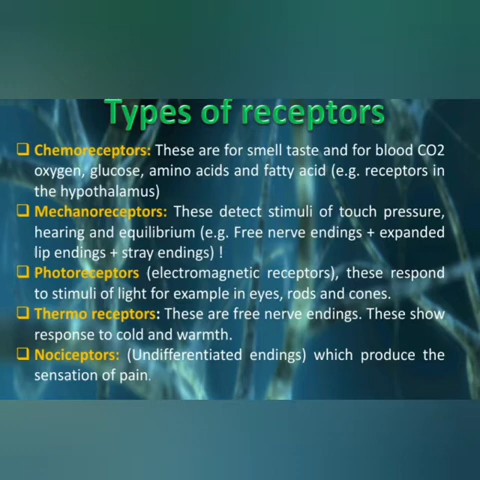 Types of receptors
❑ Chemoreceptors: These are for smell taste and for blood CO2
oxygen, glucose, amino acids and fatty acid (e.g. receptors in
the hypothalamus)
❑ Mechanoreceptors: These detect stimuli of touch pressure,
hearing and equilibrium (e.g. Free nerve endings + expanded
lip endings + stray endings) !
❑ Photoreceptors (electromagnetic receptors), these respond
to stimuli of light for example in eyes, rods and cones.
❑ Thermo receptors: These are free nerve endings. These show
response to cold and warmth.
❑ Nociceptors: (Undifferentiated endings) which produce the
sensation of pain.